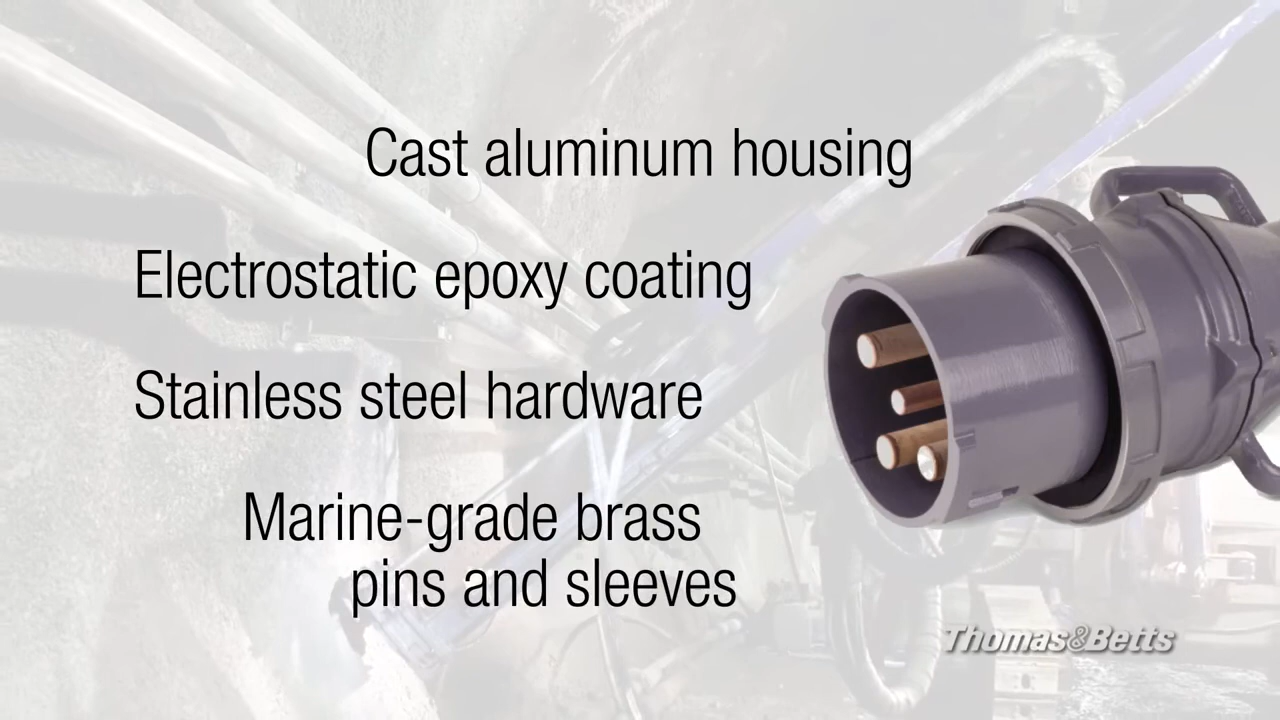 Cast aluminum housing
Electrostatic epoxy coating
Stainless steel hardware
Marine-grade brass
pins and sleeves
Thomas&Betts